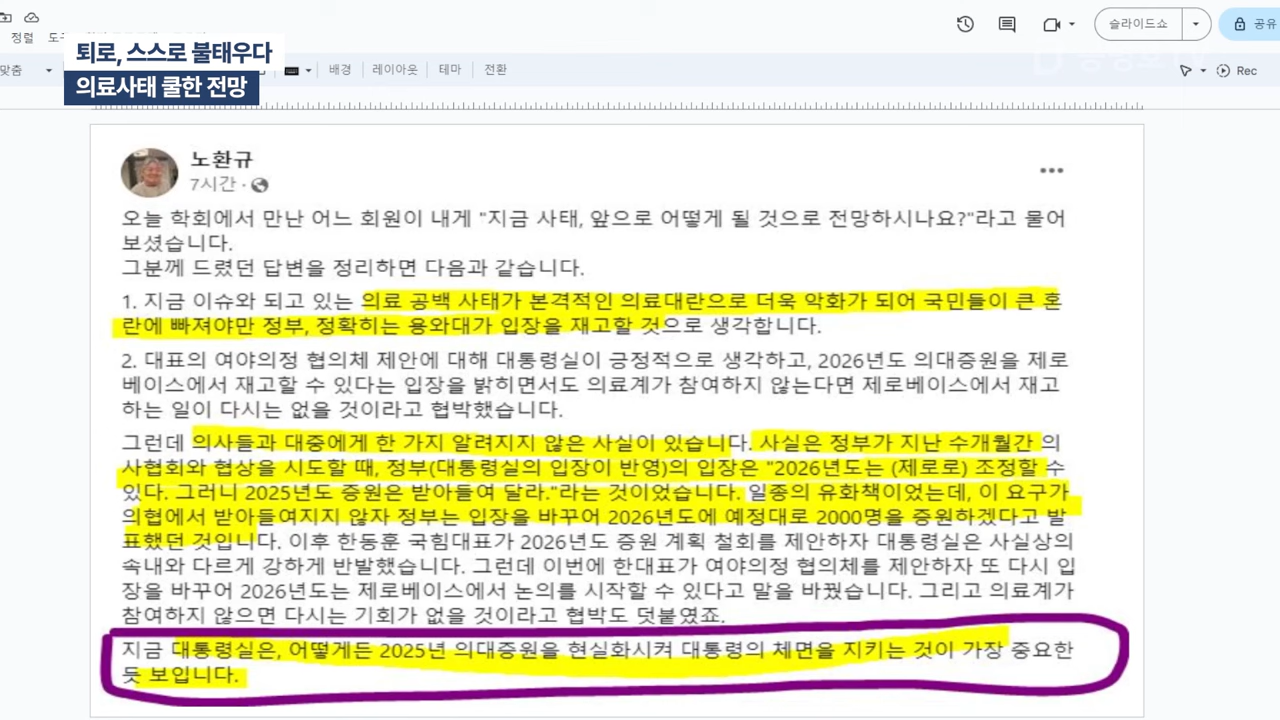 정렬
슬라이드쇼
공유
퇴로, 스스로 불태우다
의료사태 쿨한 전망
맞춤
배경
레이아웃
테마
전환
Rec
노환규
7시간 ·
오늘 학회에서 만난 어느 회원이 내게 "지금 사태, 앞으로 어떻게 될 것으로 전망하시나요?"라고 물어
보셨습니다.
그분께 드렸던 답변을 정리하면 다음과 같습니다.
1. 지금 이슈와 되고 있는 의료 공백 사태가 본격적인 의료대란으로 더욱 악화가 되어 국민들이 큰 혼
란에 빠져야만 정부, 정확히는 용와대가 입장을 재고할 것으로 생각합니다.
2. 대표의 여야의정 협의체 제안에 대해 대통령실이 긍정적으로 생각하고, 2026년도 의대증원을 제로
베이스에서 재고할 수 있다는 입장을 밝히면서도 의료계가 참여하지 않는다면 제로베이스에서 재고
하는 일이 다시는 없을 것이라고 협박했습니다.
그런데 의사들과 대중에게 한 가지 알려지지 않은 사실이 있습니다. 사실은 정부가 지난 수개월간 의
사협회와 협상을 시도할 때, 정부(대통령실의 입장이 반영)의 입장은 "2026년도는 (제로로) 조정할 수
있다. 그러니 2025년도 증원은 받아들여 달라."라는 것이었습니다. 일종의 유화책이었는데, 이 요구가
의협에서 받아들여지지 않자 정부는 입장을 바꾸어 2026년도에 예정대로 2000명을 증원하겠다고 발
표했던 것입니다. 이후 한동훈 국힘대표가 2026년도 증원 계획 철회를 제안하자 대통령실은 사실상의
속내와 다르게 강하게 반발했습니다. 그런데 이번에 한대표가 여야의정 협의체를 제안하자 또 다시 입
장을 바꾸어 2026년도는 제로베이스에서 논의를 시작할 수 있다고 말을 바꿨습니다. 그리고 의료계가
참여하지 않으면 다시는 기회가 없을 것이라고 협박도 덧붙였죠.
지금 대통령실은, 어떻게든 2025년 의대증원을 현실화시켜 대통령의 체면을 지키는 것이 가장 중요한
듯 보입니다.